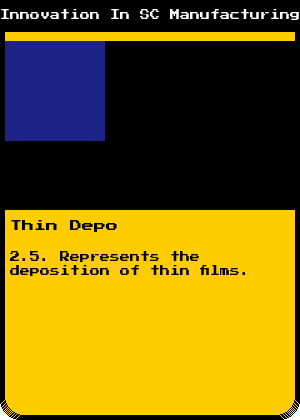 Innovation In SC Manufacturing
Thin Depo
2.5. Represents the
deposition of thin films.